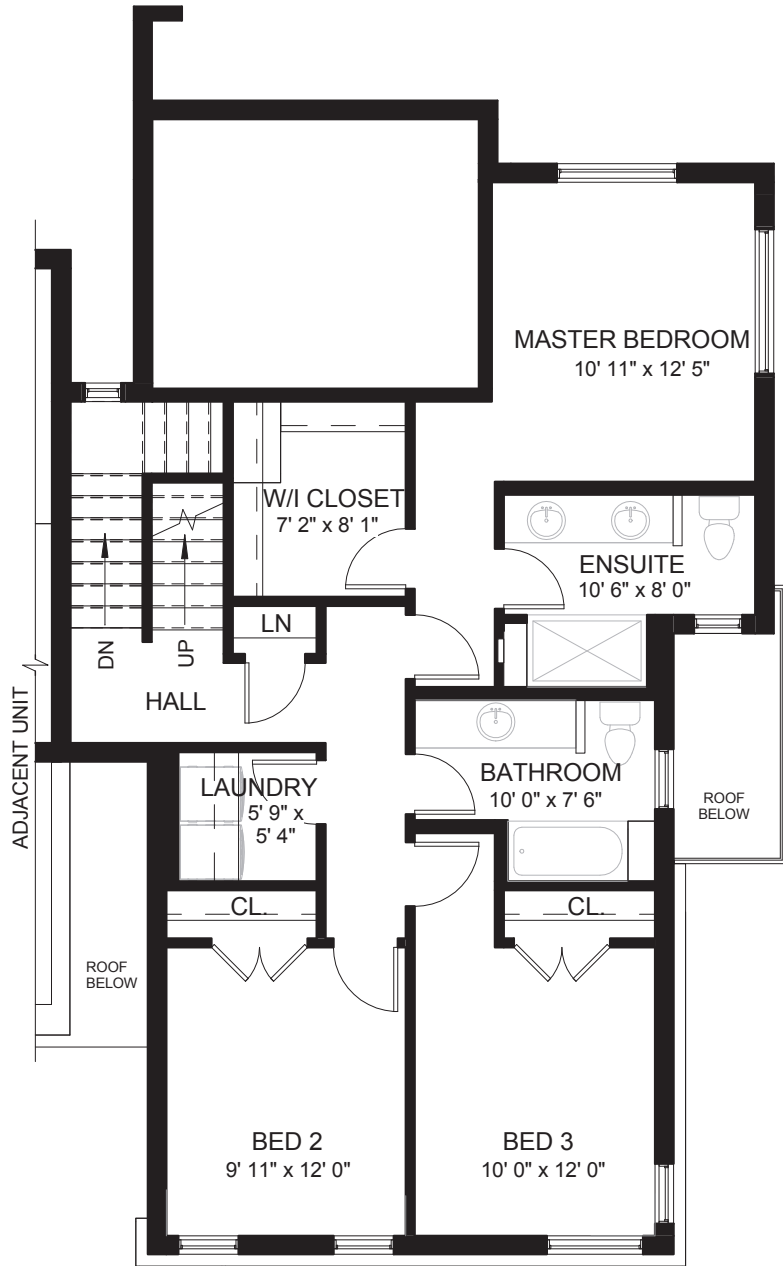 MASTER BEDROOM
10' 11" x 12' 5"
W/I CLOSET
7' 2" x 8' 1"
ENSUITE
10' 6" x 8' 0"
LN
DN
UP
HALL
ADJACENT UNIT
LAUNDRY
5' 9" x
5' 4"
BATHROOM
10' 0" x 7' 6"
ROOF
BELOW
CL.
CL.
ROOF
BELOW
BED 2
9' 11" x 12' 0"
BED 3
10' 0" x 12' 0"